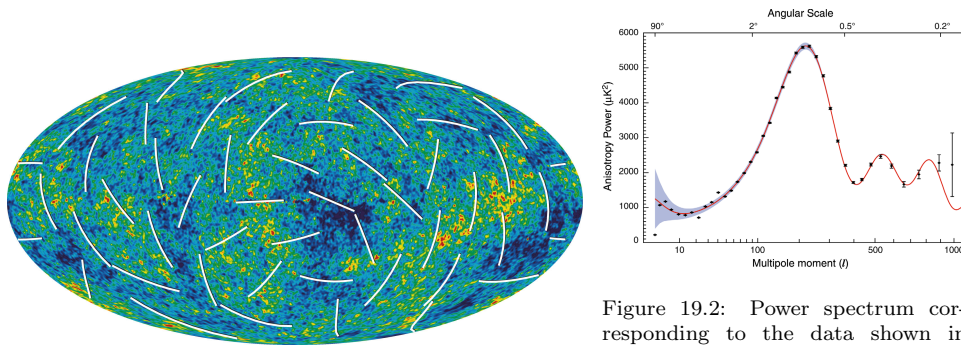 Angular Scale
90° 2° 0.5° 0.2°
6000
5000
4000
3000
2000
1000
0
Anisotropy Power (μK²)
10 100 500 1000
Multipole moment (l)
Figure 19.2: Power spectrum cor-
responding to the data shown in